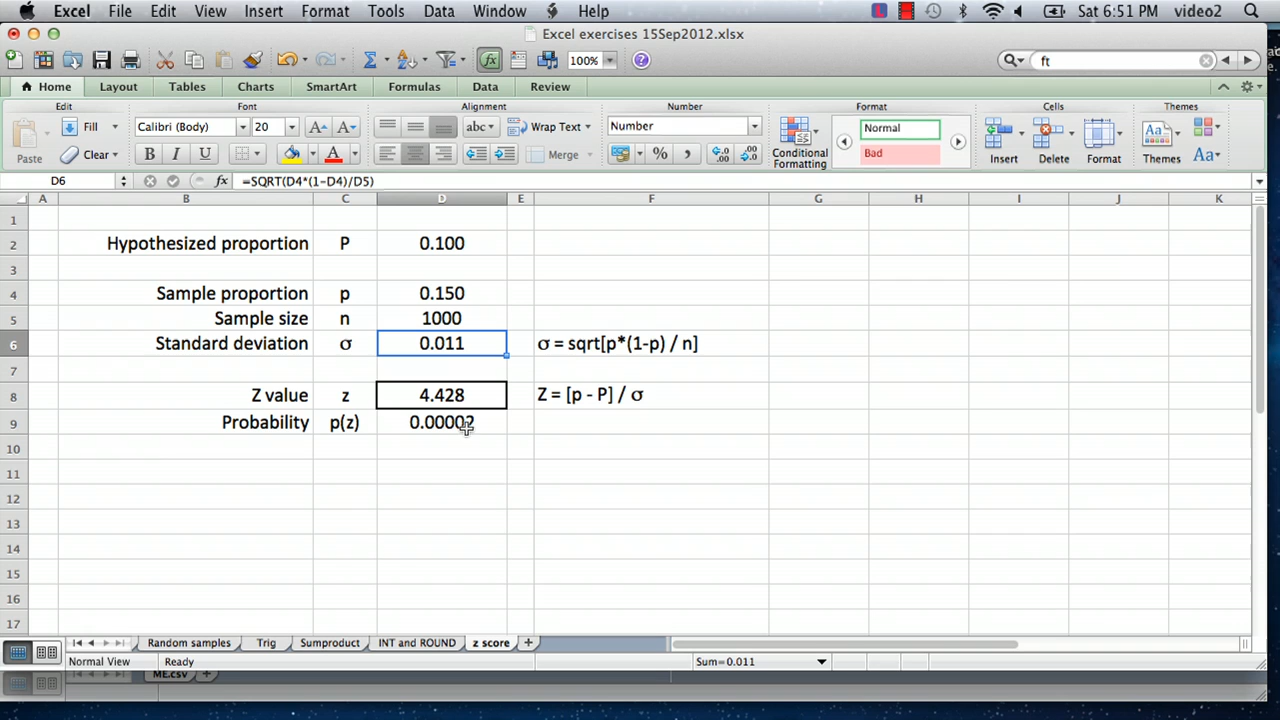 Excel File Edit View Insert Format Tools Data Window Help Sat 6:51 PM video2
Excel exercises 15Sep2012.xlsx
100% ft
Home Layout Tables Charts SmartArt Formulas Data Review
Edit Font Alignment Number Format Cells Themes
Fill Calibri (Body) 20 abc Wrap Text Number Normal
Paste Clear B I U A Merge % Conditional Formatting Bad Insert Delete Format Themes Aa
D6 fx =SQRT(D4*(1-D4)/D5)
A B C D E F G H I J K
1
2 Hypothesized proportion P 0.100
3
4 Sample proportion p 0.150
5 Sample size n 1000
6 Standard deviation σ 0.011 σ = sqrt[p*(1-p) / n]
7
8 Z value z 4.428 Z = [p - P] / σ
9 Probability p(z) 0.00002
10
11
12
13
14
15
16
17
Random samples Trig Sumproduct INT and ROUND z score
Normal View Ready Sum=0.011
ME.csv